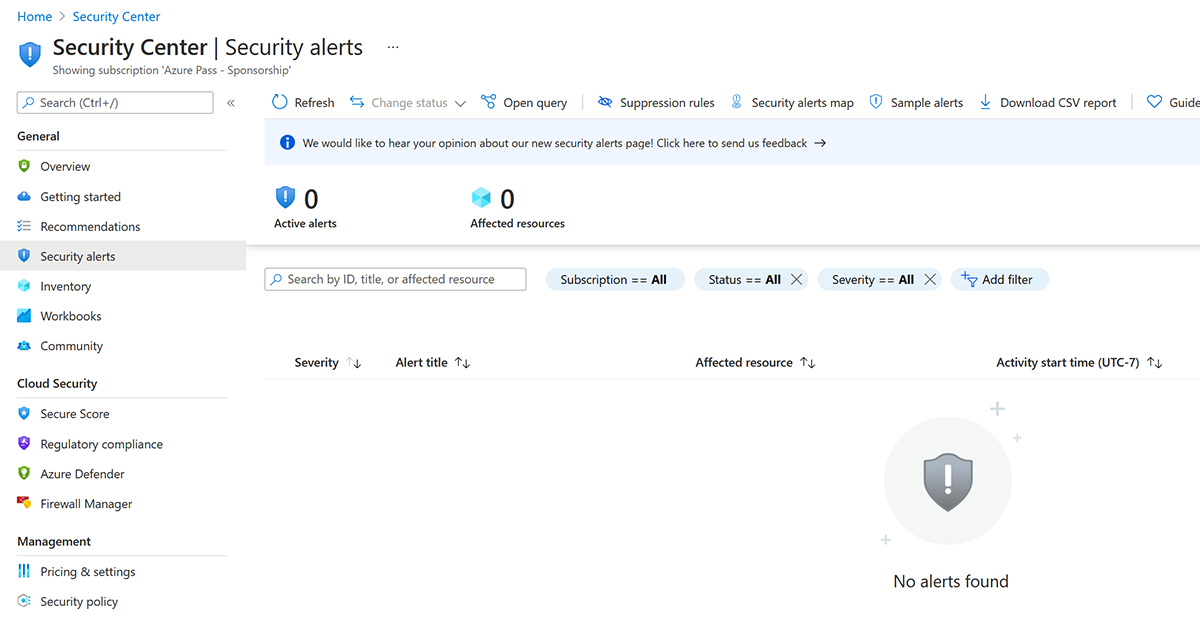 Home > Security Center
Security Center | Security alerts ...
Showing subscription 'Azure Pass - Sponsorship'
Search (Ctrl+/) «
General
Overview
Getting started
Recommendations
Security alerts
Inventory
Workbooks
Community
Cloud Security
Secure Score
Regulatory compliance
Azure Defender
Firewall Manager
Management
Pricing & settings
Security policy
Refresh Change status Open query Suppression rules Security alerts map Sample alerts Download CSV report Guide
We would like to hear your opinion about our new security alerts page! Click here to send us feedback →
0 0
Active alerts Affected resources
Search by ID, title, or affected resource Subscription == All Status == All Severity == All Add filter
Severity ↑↓ Alert title ↑↓ Affected resource ↑↓ Activity start time (UTC-7) ↑↓
No alerts found